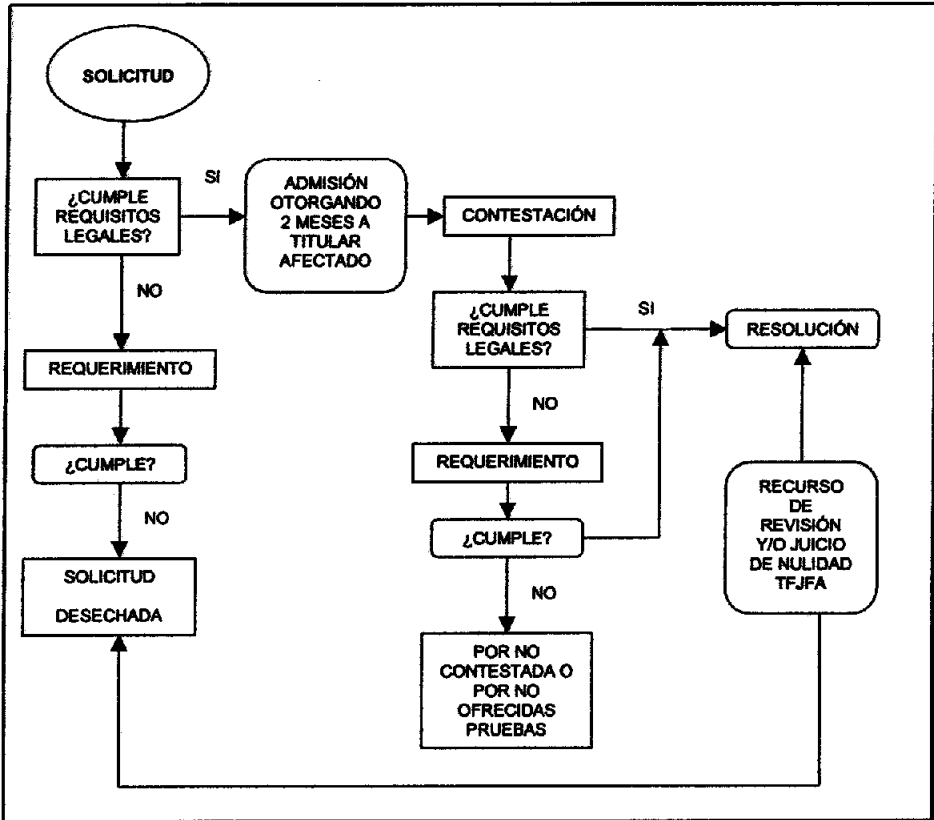 SOLICITUD
¿CUMPLE
REQUISITOS
LEGALES?
SI
ADMISIÓN
OTORGANDO
2 MESES A
TITULAR
AFECTADO
CONTESTACIÓN
NO
REQUERIMIENTO
¿CUMPLE?
NO
SOLICITUD
DESECHADA
¿CUMPLE
REQUISITOS
LEGALES?
SI
RESOLUCIÓN
NO
REQUERIMIENTO
¿CUMPLE?
NO
POR NO
CONTESTADA O
POR NO
OFRECIDAS
PRUEBAS
RECURSO
DE
REVISIÓN
Y/O JUICIO
DE NULIDAD
TFJFA